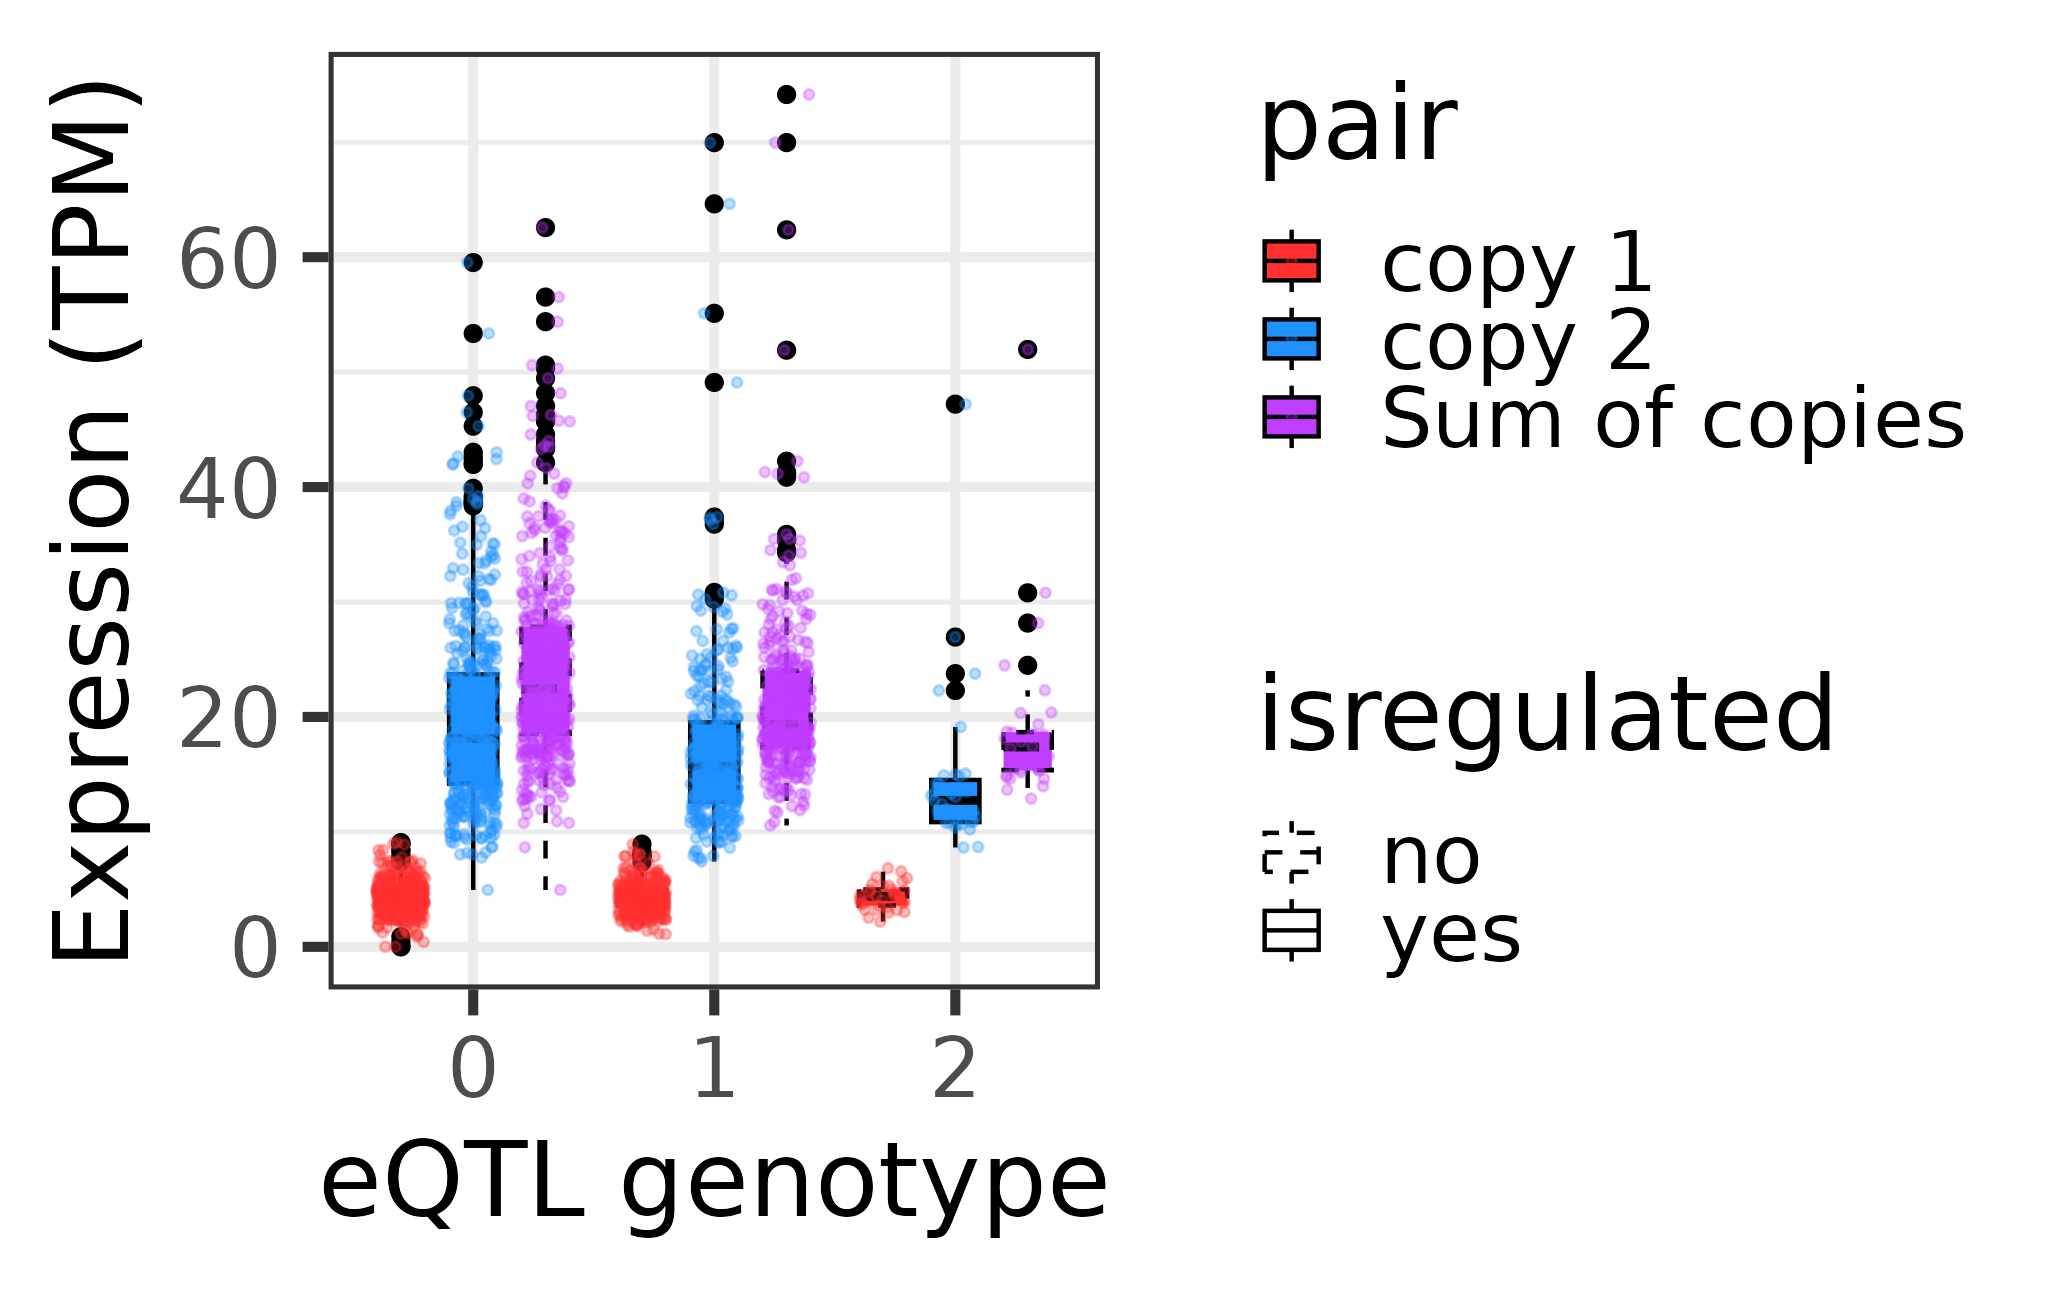 Expression (TPM)
60
40
20
0
0 1 2
eQTL genotype
pair
copy 1
copy 2
Sum of copies
isregulated
no
yes